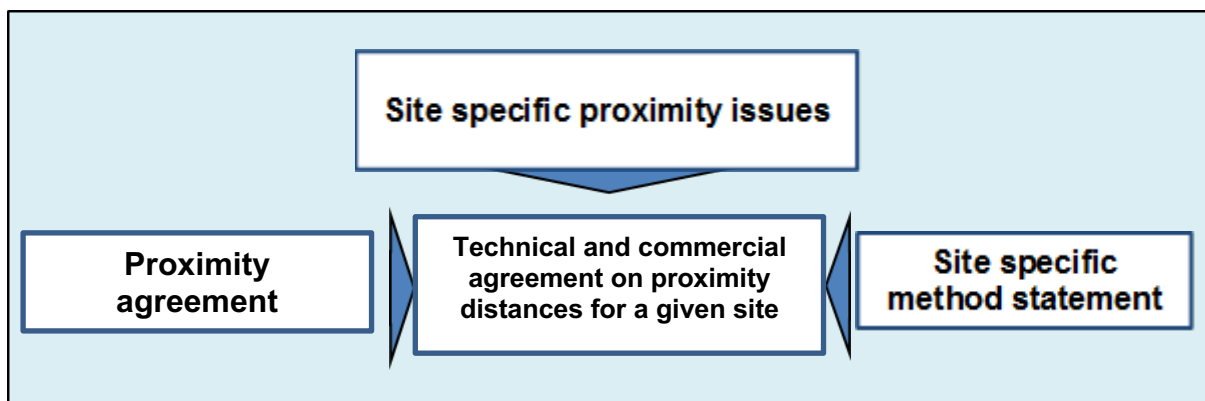 Site specific proximity issues
Proximity
agreement
Technical and commercial
agreement on proximity
distances for a given site
Site specific
method statement